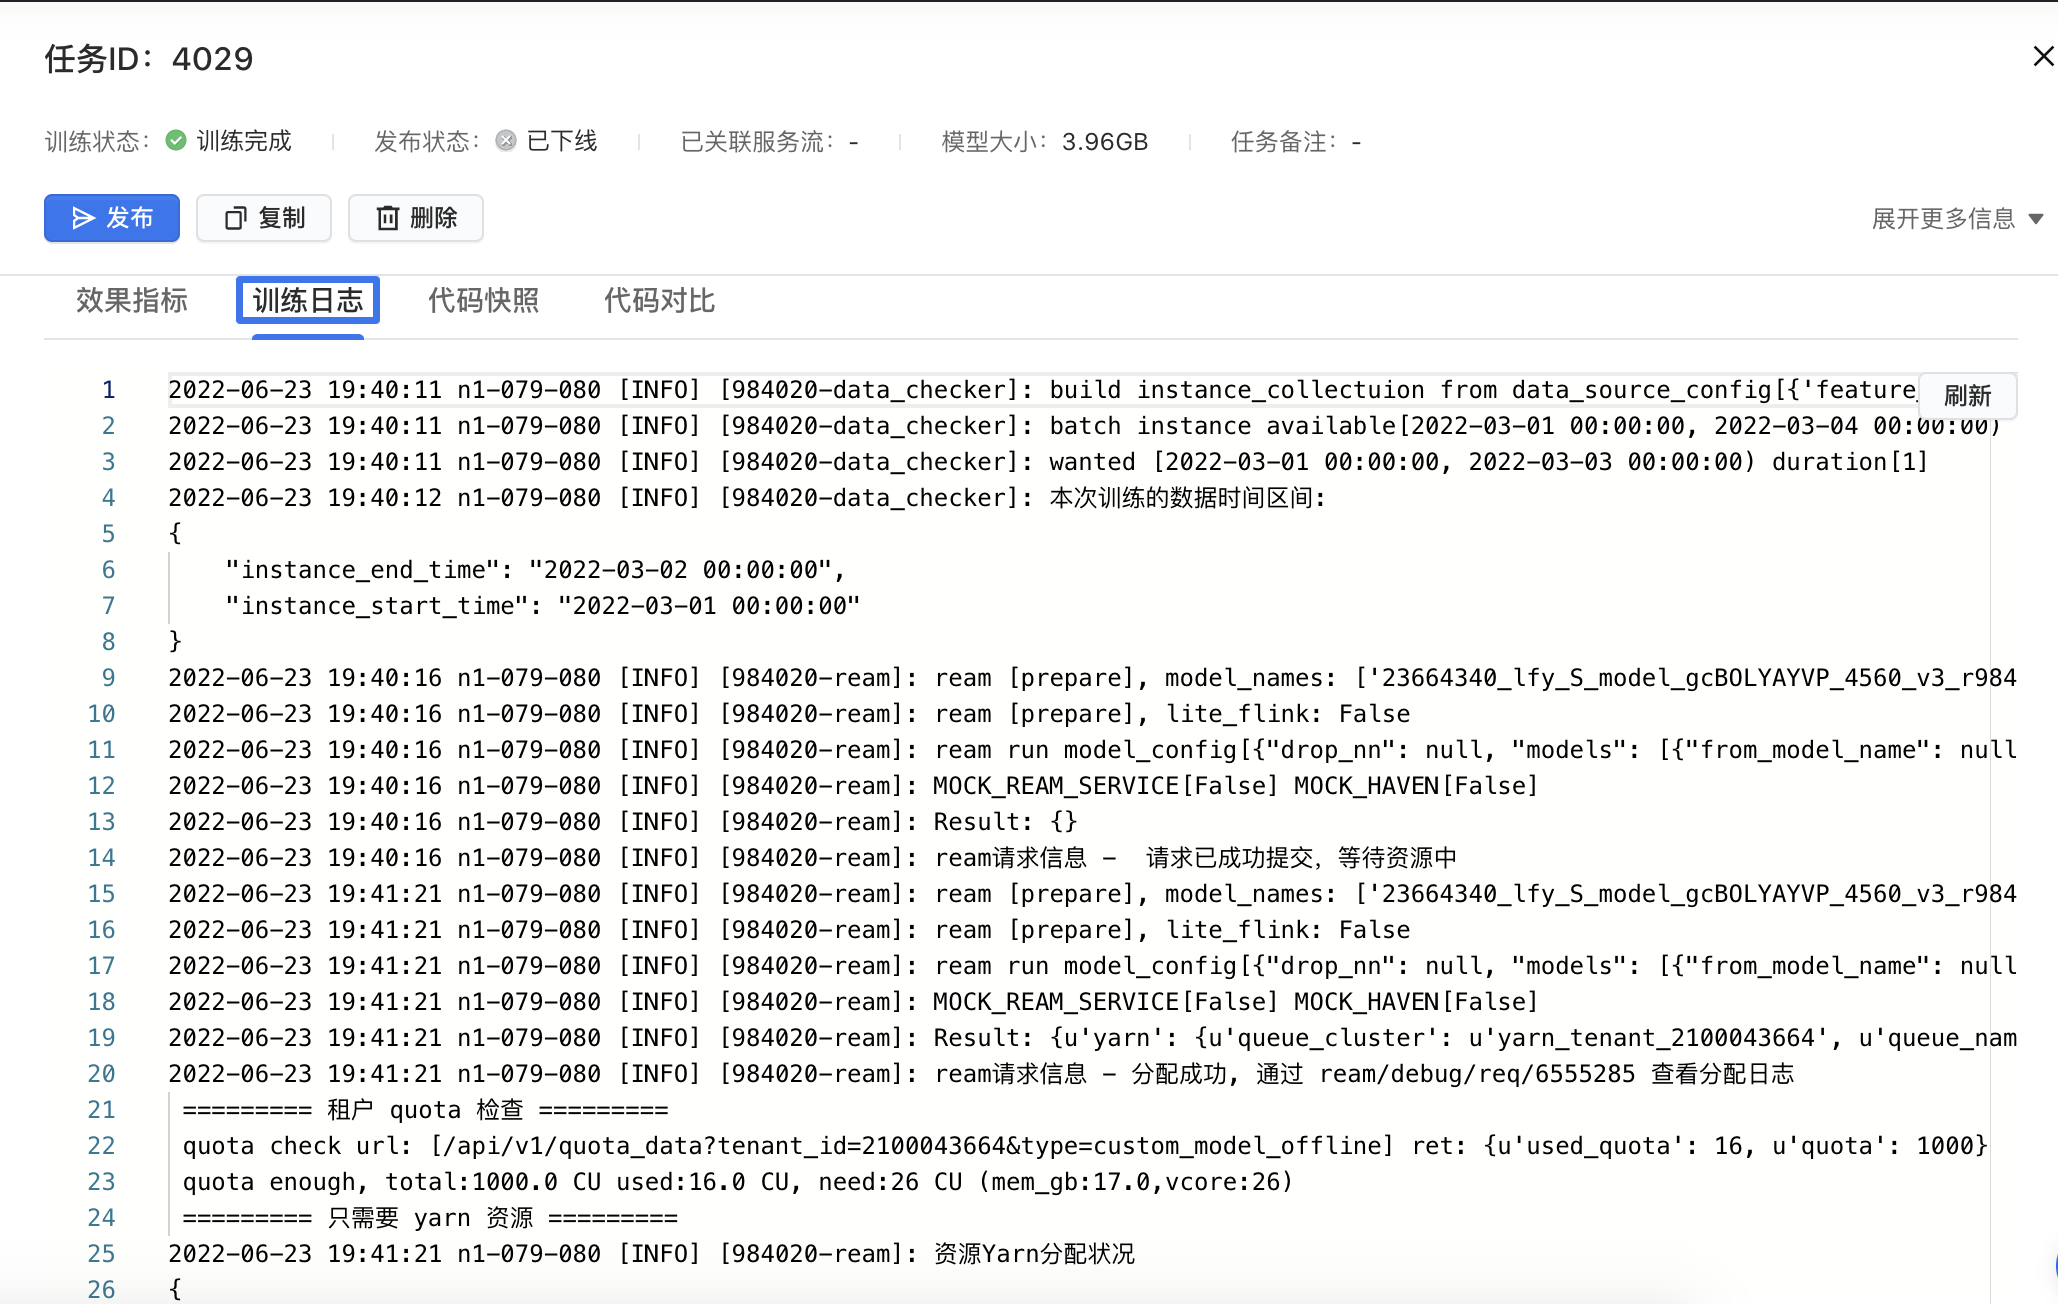 任务ID：4029
训练状态： 训练完成 发布状态： 已下线 已关联服务流：- 模型大小：3.96GB 任务备注：-
发布 复制 删除 展开更多信息
效果指标 训练日志 代码快照 代码对比
刷新
1 2022-06-23 19:40:11 n1-079-080 [INFO] [984020-data_checker]: build instance_collectuion from data_source_config[{'feature_
2 2022-06-23 19:40:11 n1-079-080 [INFO] [984020-data_checker]: batch instance available[2022-03-01 00:00:00, 2022-03-04 00:00:00)
3 2022-06-23 19:40:11 n1-079-080 [INFO] [984020-data_checker]: wanted [2022-03-01 00:00:00, 2022-03-03 00:00:00) duration[1]
4 2022-06-23 19:40:12 n1-079-080 [INFO] [984020-data_checker]: 本次训练的数据时间区间:
5 {
6 "instance_end_time": "2022-03-02 00:00:00",
7 "instance_start_time": "2022-03-01 00:00:00"
8 }
9 2022-06-23 19:40:16 n1-079-080 [INFO] [984020-ream]: ream [prepare], model_names: ['23664340_lfy_S_model_gcBOLYAYVP_4560_v3_r984
10 2022-06-23 19:40:16 n1-079-080 [INFO] [984020-ream]: ream [prepare], lite_flink: False
11 2022-06-23 19:40:16 n1-079-080 [INFO] [984020-ream]: ream run model_config[{"drop_nn": null, "models": [{"from_model_name": null
12 2022-06-23 19:40:16 n1-079-080 [INFO] [984020-ream]: MOCK_REAM_SERVICE[False] MOCK_HAVEN[False]
13 2022-06-23 19:40:16 n1-079-080 [INFO] [984020-ream]: Result: {}
14 2022-06-23 19:40:16 n1-079-080 [INFO] [984020-ream]: ream请求信息 - 请求已成功提交，等待资源中
15 2022-06-23 19:41:21 n1-079-080 [INFO] [984020-ream]: ream [prepare], model_names: ['23664340_lfy_S_model_gcBOLYAYVP_4560_v3_r984
16 2022-06-23 19:41:21 n1-079-080 [INFO] [984020-ream]: ream [prepare], lite_flink: False
17 2022-06-23 19:41:21 n1-079-080 [INFO] [984020-ream]: ream run model_config[{"drop_nn": null, "models": [{"from_model_name": null
18 2022-06-23 19:41:21 n1-079-080 [INFO] [984020-ream]: MOCK_REAM_SERVICE[False] MOCK_HAVEN[False]
19 2022-06-23 19:41:21 n1-079-080 [INFO] [984020-ream]: Result: {u'yarn': {u'queue_cluster': u'yarn_tenant_2100043664', u'queue_nam
20 2022-06-23 19:41:21 n1-079-080 [INFO] [984020-ream]: ream请求信息 - 分配成功, 通过 ream/debug/req/6555285 查看分配日志
21 ========= 租户 quota 检查 =========
22 quota check url: [/api/v1/quota_data?tenant_id=2100043664&type=custom_model_offline] ret: {u'used_quota': 16, u'quota': 1000}
23 quota enough, total:1000.0 CU used:16.0 CU, need:26 CU (mem_gb:17.0,vcore:26)
24 ========= 只需要 yarn 资源 =========
25 2022-06-23 19:41:21 n1-079-080 [INFO] [984020-ream]: 资源Yarn分配状况
26 {